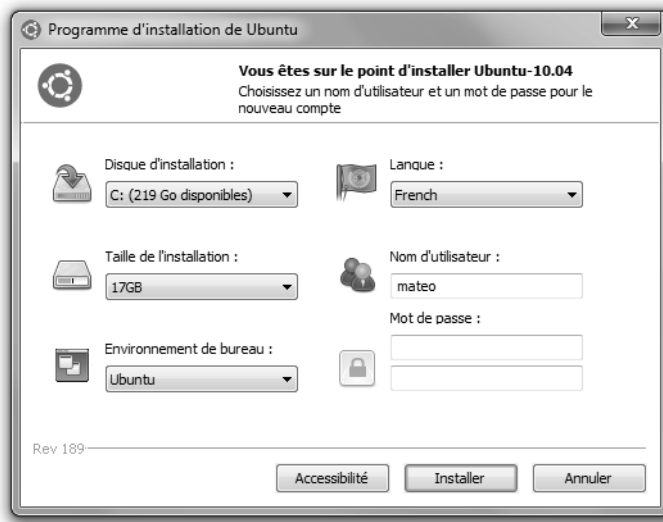 Programme d'installation de Ubuntu
Vous êtes sur le point d'installer Ubuntu-10.04
Choisissez un nom d'utilisateur et un mot de passe pour le
nouveau compte
Disque d'installation :
C: (219 Go disponibles)
Langue :
French
Taille de l'installation :
17GB
Nom d'utilisateur :
mateo
Mot de passe :
Environnement de bureau :
Ubuntu
Rev 189
Accessibilité
Installer
Annuler